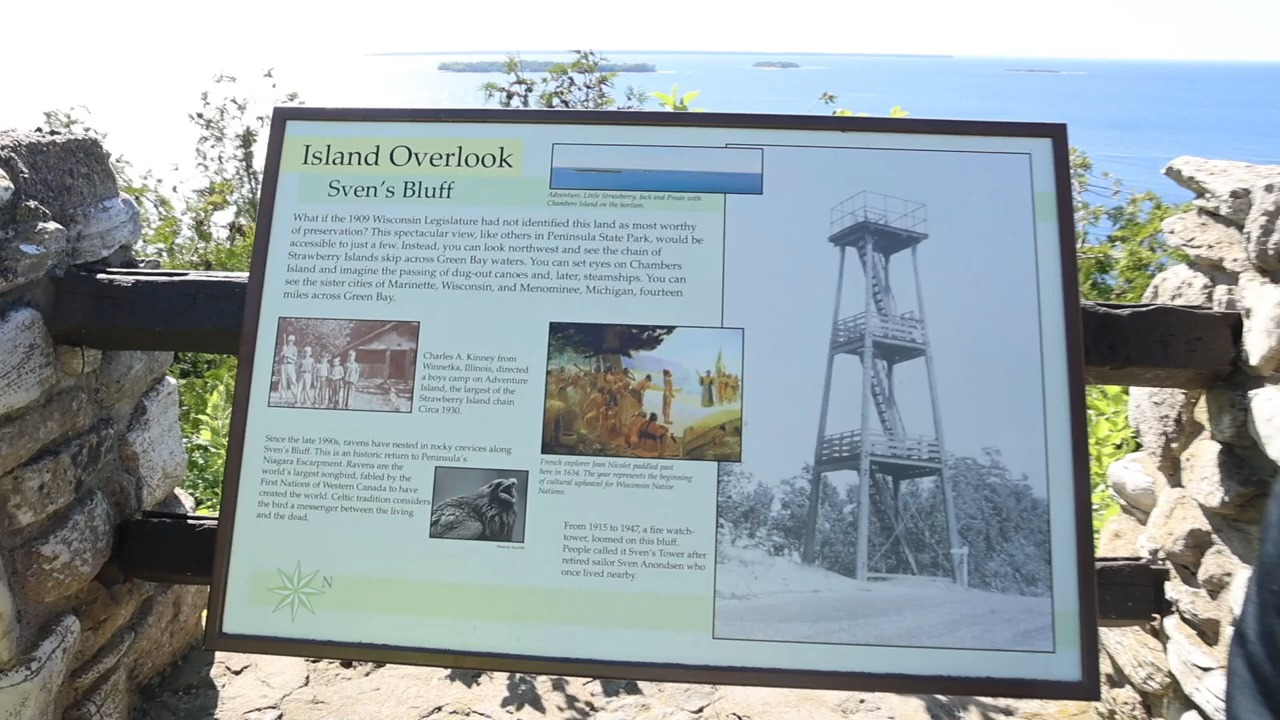 Island Overlook
Sven's Bluff
What if the 1909 Wisconsin Legislature had not identified this land as most worthy
of preservation? This spectacular view, like others in Peninsula State Park, would be
accessible to just a few. Instead, you can look northwest and see the chain of
Strawberry Islands skip across Green Bay waters. You can set eyes on Chambers
Island and imagine the passing of dug-out canoes and, later, steamships. You can
see the sister cities of Marinette, Wisconsin, and Menominee, Michigan, fourteen
miles across Green Bay.
Adventure, Little Strawberry, Jack and Pirate with
Chambers Island on the horizon.
Charles A. Kinney from
Winnetka, Illinois, directed
a boys camp on Adventure
Island, the largest of the
Strawberry Island chain
Circa 1930.
Since the late 1990s, ravens have nested in rocky crevices along
Sven's Bluff. This is an historic return to Peninsula's
Niagara Escarpment. Ravens are the
world's largest songbird, fabled by the
First Nations of Western Canada to have
created the world. Celtic tradition considers
the bird a messenger between the living
and the dead.
French explorer Jean Nicolet paddled past
here in 1634. The year represents the beginning
of cultural upheaval for Wisconsin Native
Nations.
From 1915 to 1947, a fire watch-
tower, loomed on this bluff.
People called it Sven's Tower after
retired sailor Sven Anondsen who
once lived nearby.
N